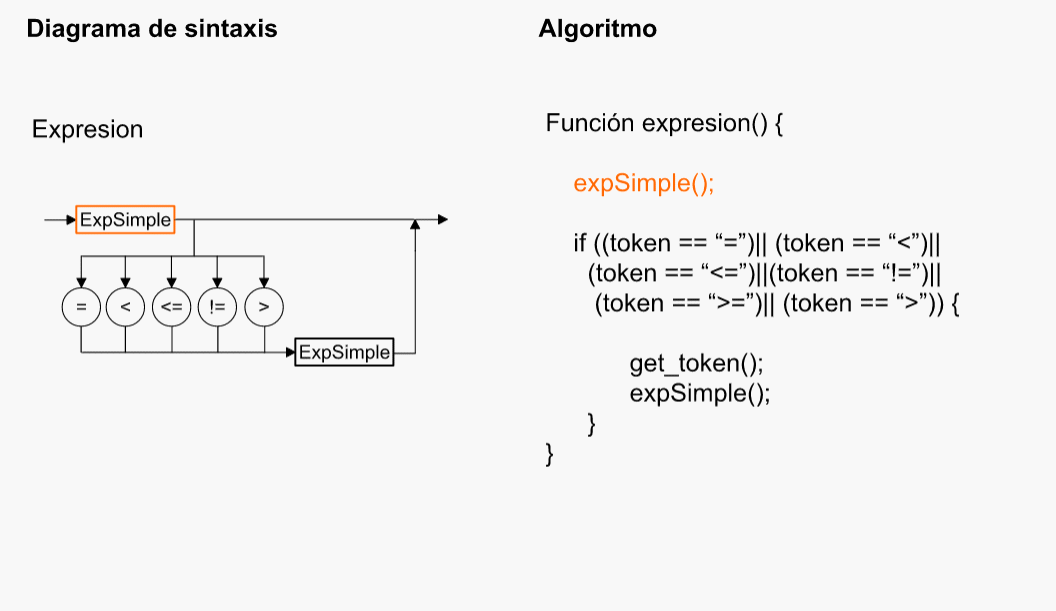 Diagrama de sintaxis
Algoritmo
Expresion
ExpSimple
=
<
<=
!=
>
ExpSimple
Función expresion() {
expSimple();
if ((token == “=”)|| (token == “<”)||
(token == “<=”)||(token == “!=”)||
(token == “>=”)|| (token == “>”)) {
get_token();
expSimple();
}
}